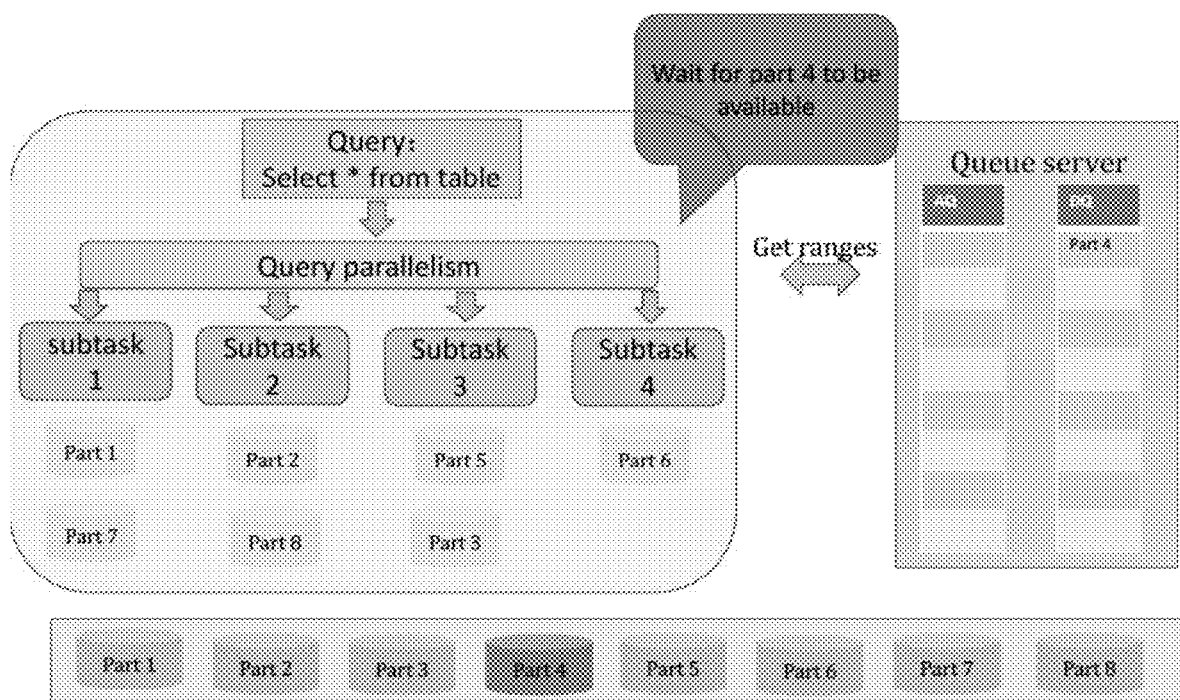 Wait for part 4 to be
available
Query:
Select * from table
Query parallelism
subtask
1
Subtask
2
Subtask
3
Subtask
4
Part 1
Part 2
Part 5
Part 6
Part 7
Part 8
Part 3
Get ranges
Queue server
Part 4
Part 1
Part 2
Part 3
Part 4
Part 5
Part 6
Part 7
Part 8